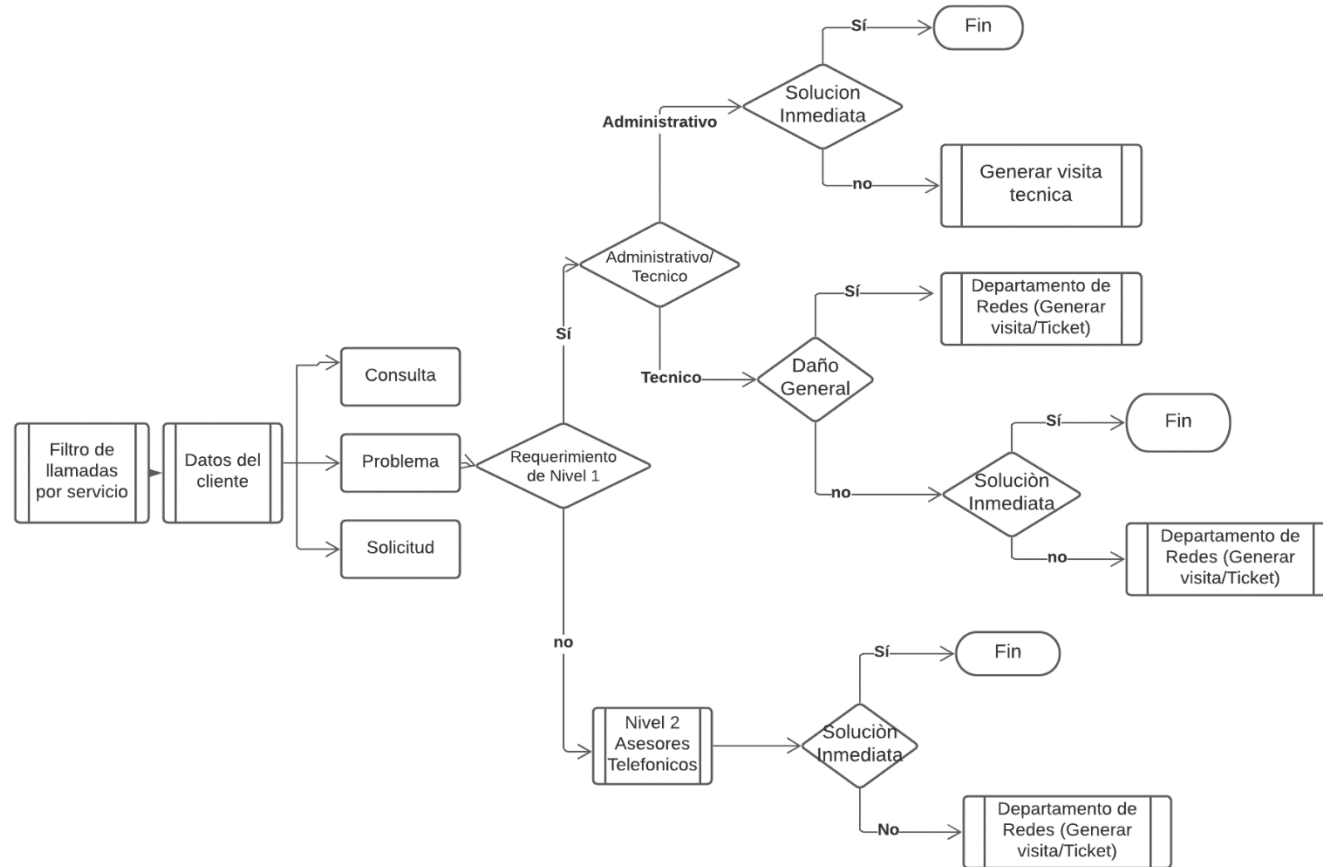 Sí
Fin
Solucion
Inmediata
Administrativo
no
Generar visita
tecnica
Administrativo/
Tecnico
Sí
Departamento de
Redes (Generar
visita/Ticket)
Sí
Tecnico
Daño
General
Consulta
Sí
Fin
Filtro de
llamadas
por servicio
Datos del
cliente
Problema
Requerimiento
de Nivel 1
no
Soluciòn
Inmediata
Solicitud
no
Departamento de
Redes (Generar
visita/Ticket)
no
Sí
Fin
Nivel 2
Asesores
Telefonicos
Soluciòn
Inmediata
No
Departamento de
Redes (Generar
visita/Ticket)